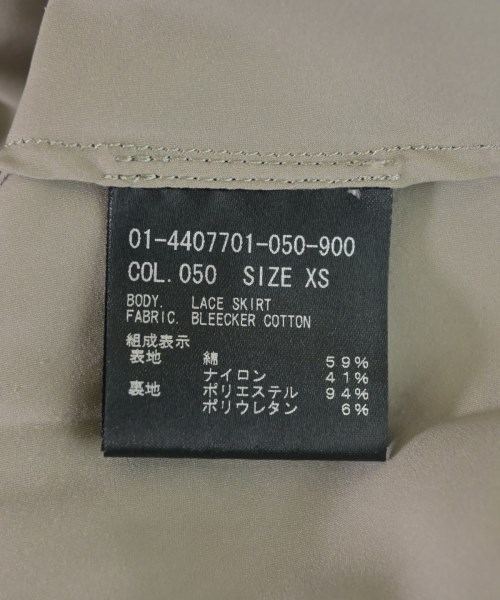 01-4407701-050-900
COL. 050 SIZE XS
BODY. LACE SKIRT
FABRIC. BLEECKER COTTON
組成表示
表地 綿 59%
ナイロン 41%
裏地 ポリエステル 94%
ポリウレタン 6%